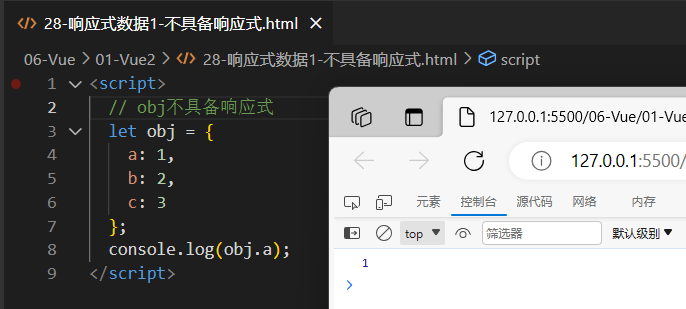 28-响应式数据1-不具备响应式.html
06-Vue > 01-Vue2 > 28-响应式数据1-不具备响应式.html > script
1 <script>
2 // obj不具备响应式
3 let obj = {
4 a: 1,
5 b: 2,
6 c: 3
7 };
8 console.log(obj.a);
9 </script>
127.0.0.1:5500/06-Vue/01-Vue
127.0.0.1:5500/
元素 控制台 源代码 网络 内存
top 筛选器 默认级别
1